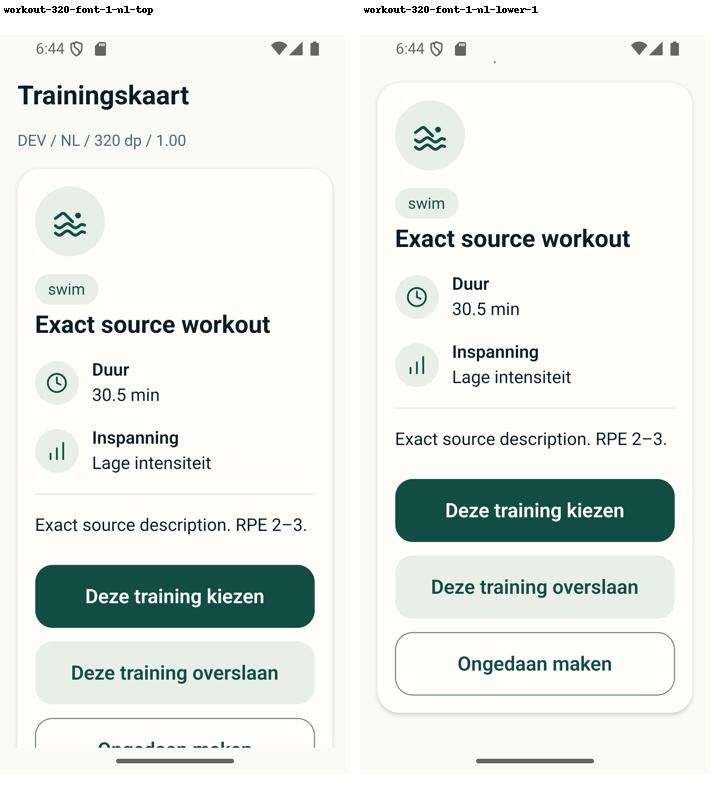 workout-320-font-1-nl-top
6:44
Trainingskaart
DEV / NL / 320 dp / 1.00
swim
Exact source workout
Duur
30.5 min
Inspanning
Lage intensiteit
Exact source description. RPE 2–3.
Deze training kiezen
Deze training overslaan
Ongedaan maken
workout-320-font-1-nl-lower-1
6:44
swim
Exact source workout
Duur
30.5 min
Inspanning
Lage intensiteit
Exact source description. RPE 2–3.
Deze training kiezen
Deze training overslaan
Ongedaan maken